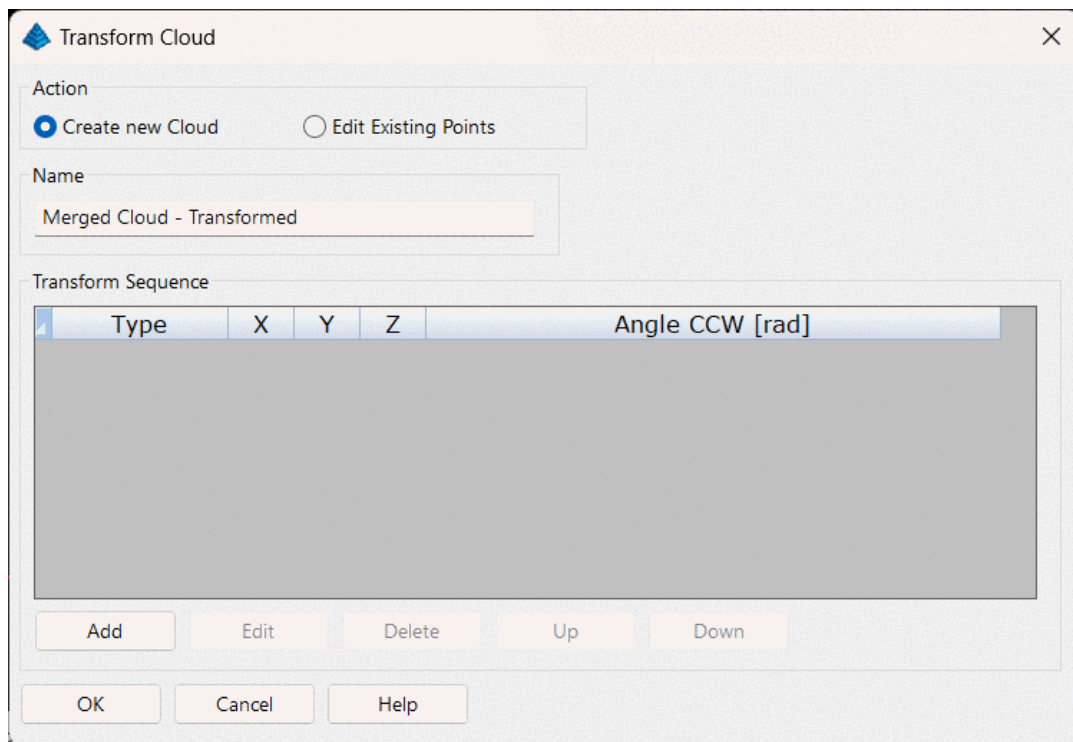 Transform Cloud
Action
Create new Cloud Edit Existing Points
Name
Merged Cloud - Transformed
Transform Sequence
Type X Y Z Angle CCW [rad]
Add Edit Delete Up Down
OK Cancel Help